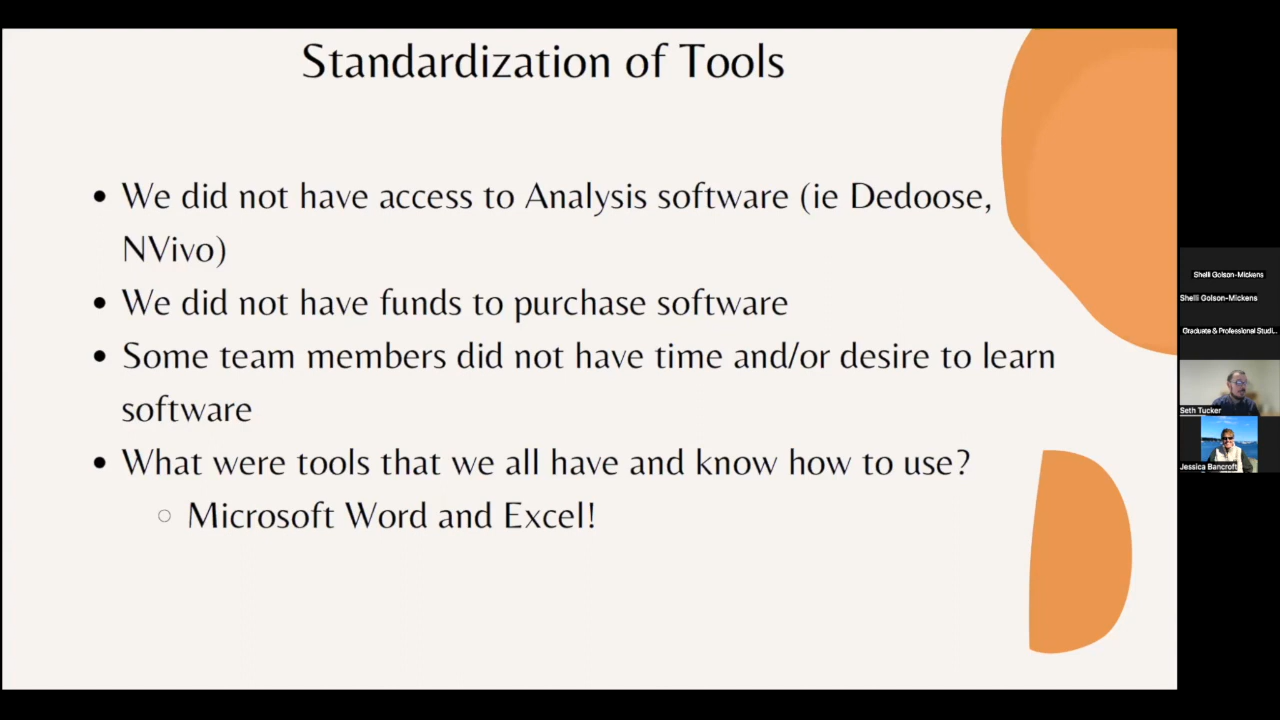 Standardization of Tools
• We did not have access to Analysis software (ie Dedoose,
NVivo)
• We did not have funds to purchase software
• Some team members did not have time and/or desire to learn
software
• What were tools that we all have and know how to use?
○ Microsoft Word and Excel!
Shelli Golson-Mickens
Shelli Golson-Mickens
Graduate & Professional Studi...
Seth Tucker
Jessica Bancroft